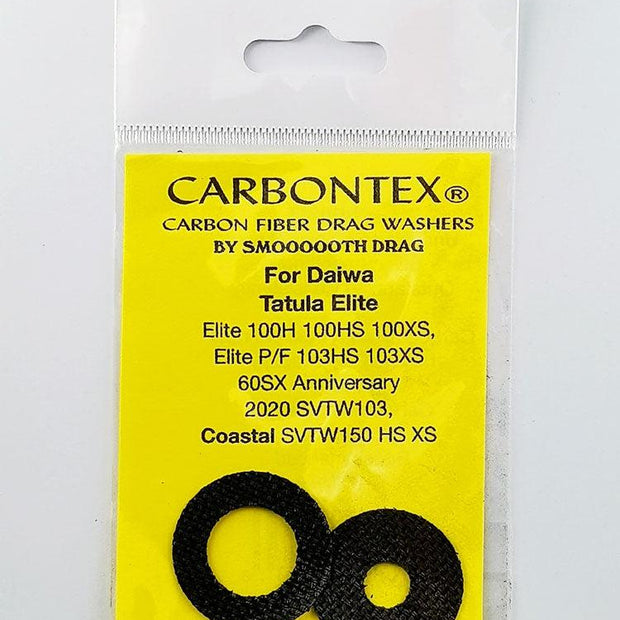 CARBONTEX®
CARBON FIBER DRAG WASHERS
BY SMOOOOOTH DRAG
For Daiwa
Tatula Elite
Elite 100H 100HS 100XS,
Elite P/F 103HS 103XS
60SX Anniversary
2020 SVTW103,
Coastal SVTW150 HS XS